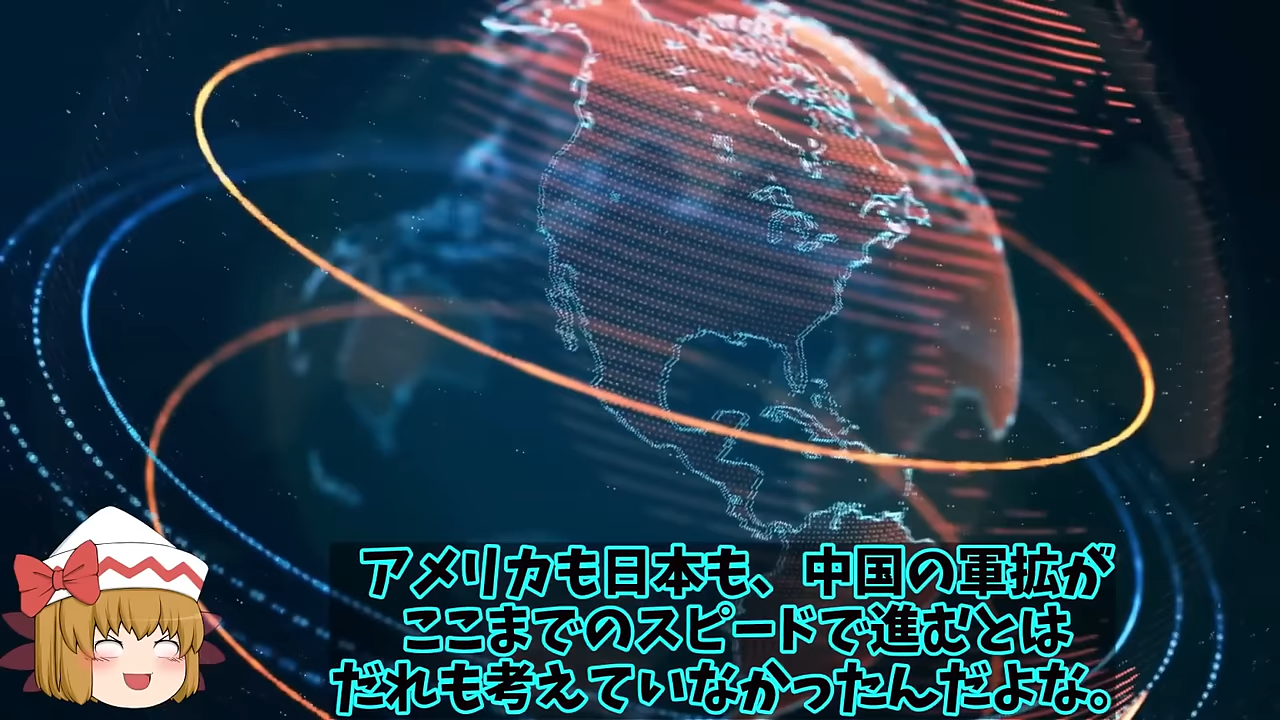 アメリカも日本も、中国の軍拡が
ここまでのスピードで進むとは
だれも考えていなかったんだよな。